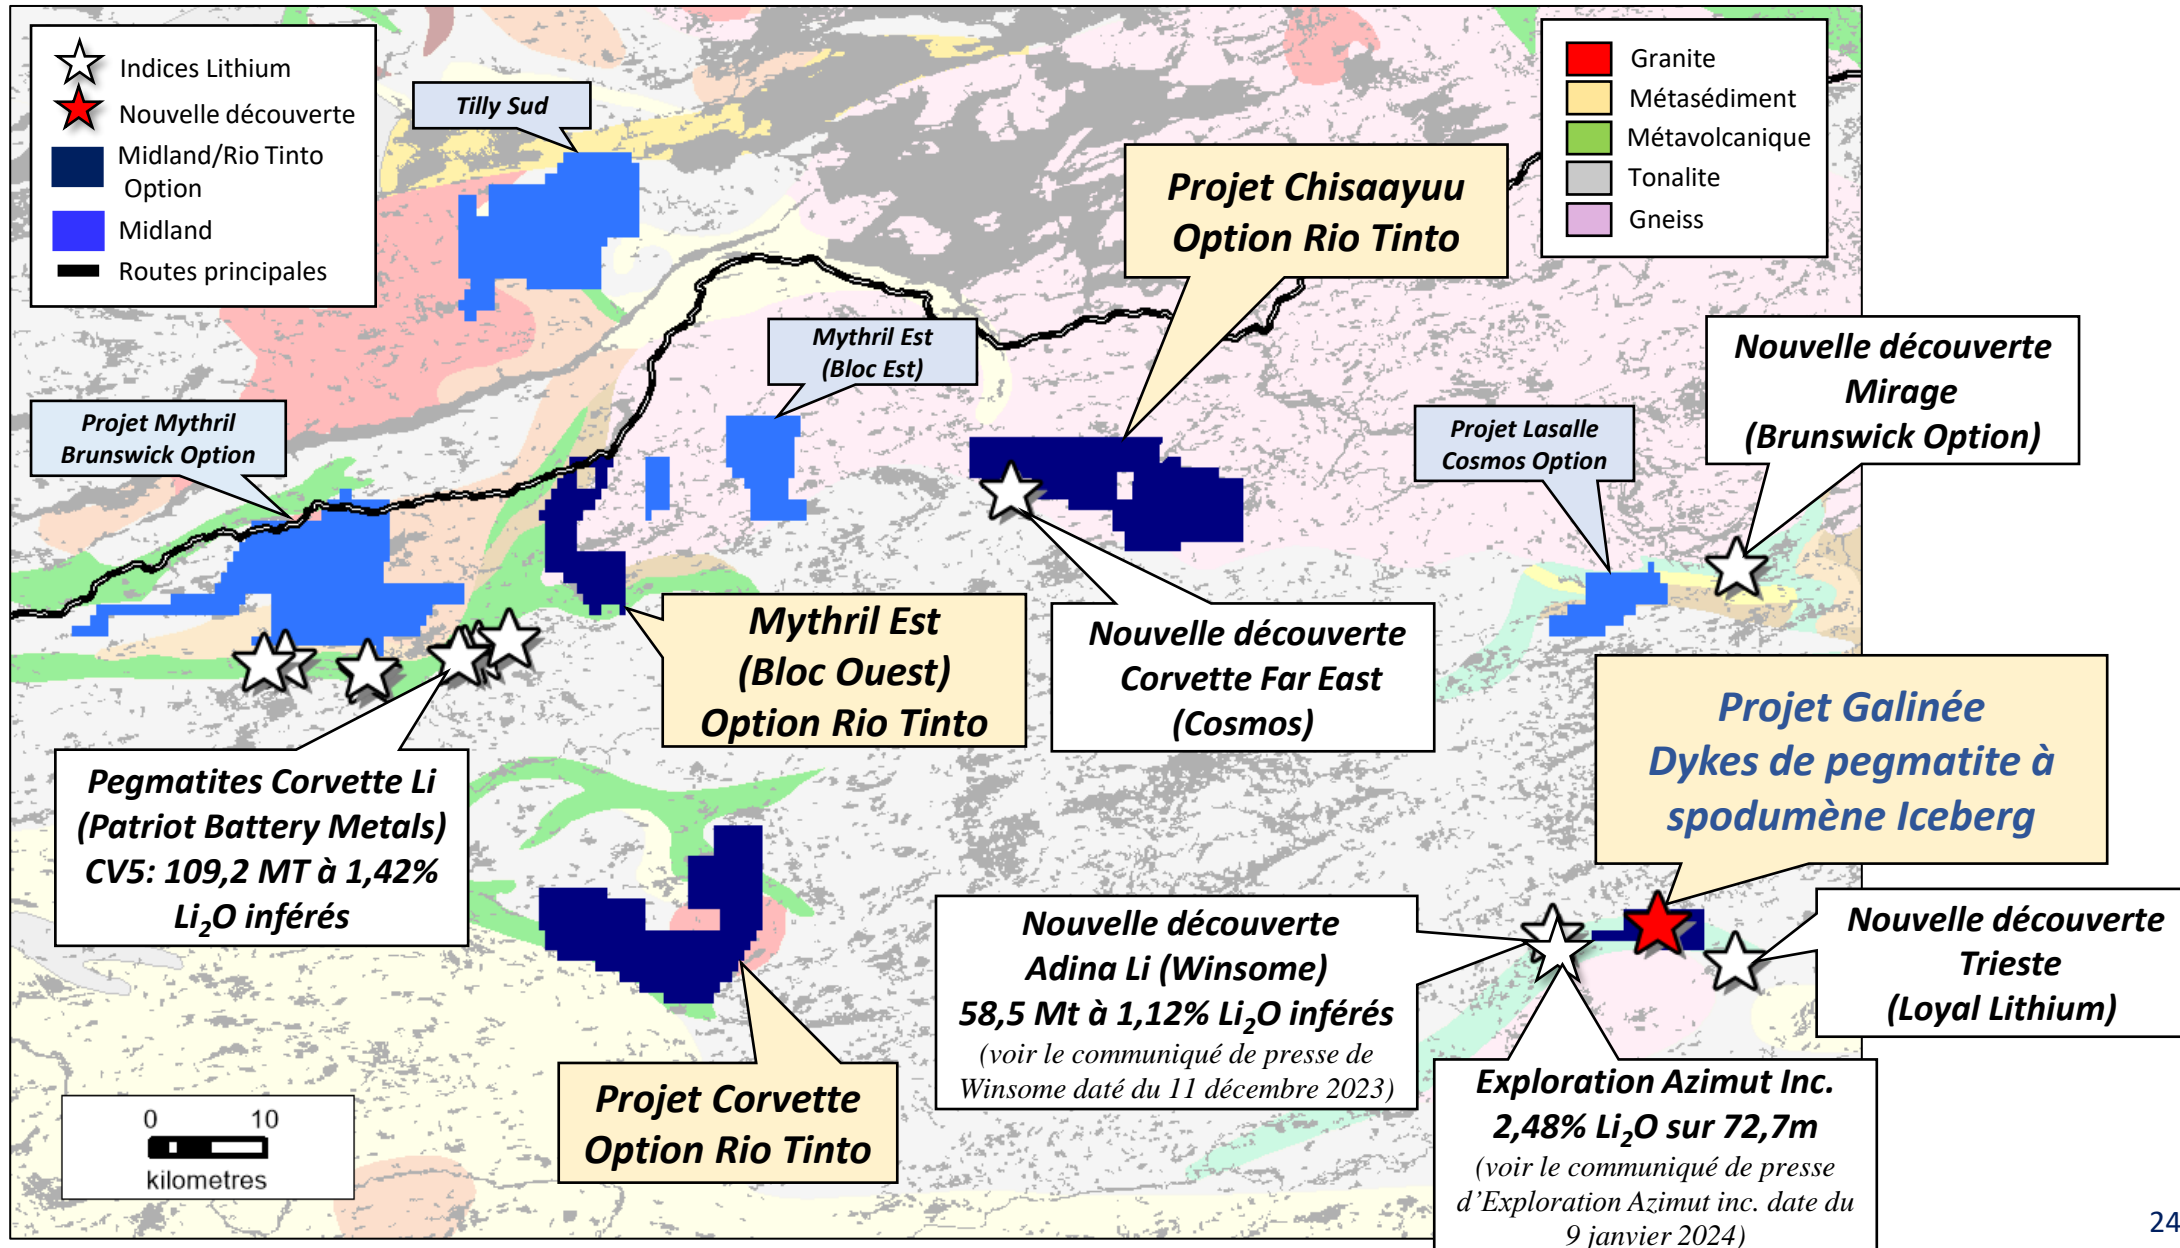 Indices Lithium
Nouvelle découverte
Midland/Rio Tinto
Option
Midland
Routes principales
Granite
Métasédiment
Métavolcanique
Tonalite
Gneiss
Tilly Sud
Projet Chisaayuu
Option Rio Tinto
Mythril Est
(Bloc Est)
Nouvelle découverte
Mirage
(Brunswick Option)
Projet Mythril
Brunswick Option
Projet Lasalle
Cosmos Option
Mythril Est
(Bloc Ouest)
Option Rio Tinto
Nouvelle découverte
Corvette Far East
(Cosmos)
Projet Galinée
Dykes de pegmatite à
spodumène Iceberg
Pegmatites Corvette Li
(Patriot Battery Metals)
CV5: 109,2 MT à 1,42%
Li₂O inférés
Nouvelle découverte
Adina Li (Winsome)
58,5 Mt à 1,12% Li₂O inférés
(voir le communiqué de presse de
Winsome daté du 11 décembre 2023)
Nouvelle découverte
Trieste
(Loyal Lithium)
Projet Corvette
Option Rio Tinto
Exploration Azimut Inc.
2,48% Li₂O sur 72,7m
(voir le communiqué de presse
d’Exploration Azimut inc. date du
9 janvier 2024)
0 10
kilometres
24